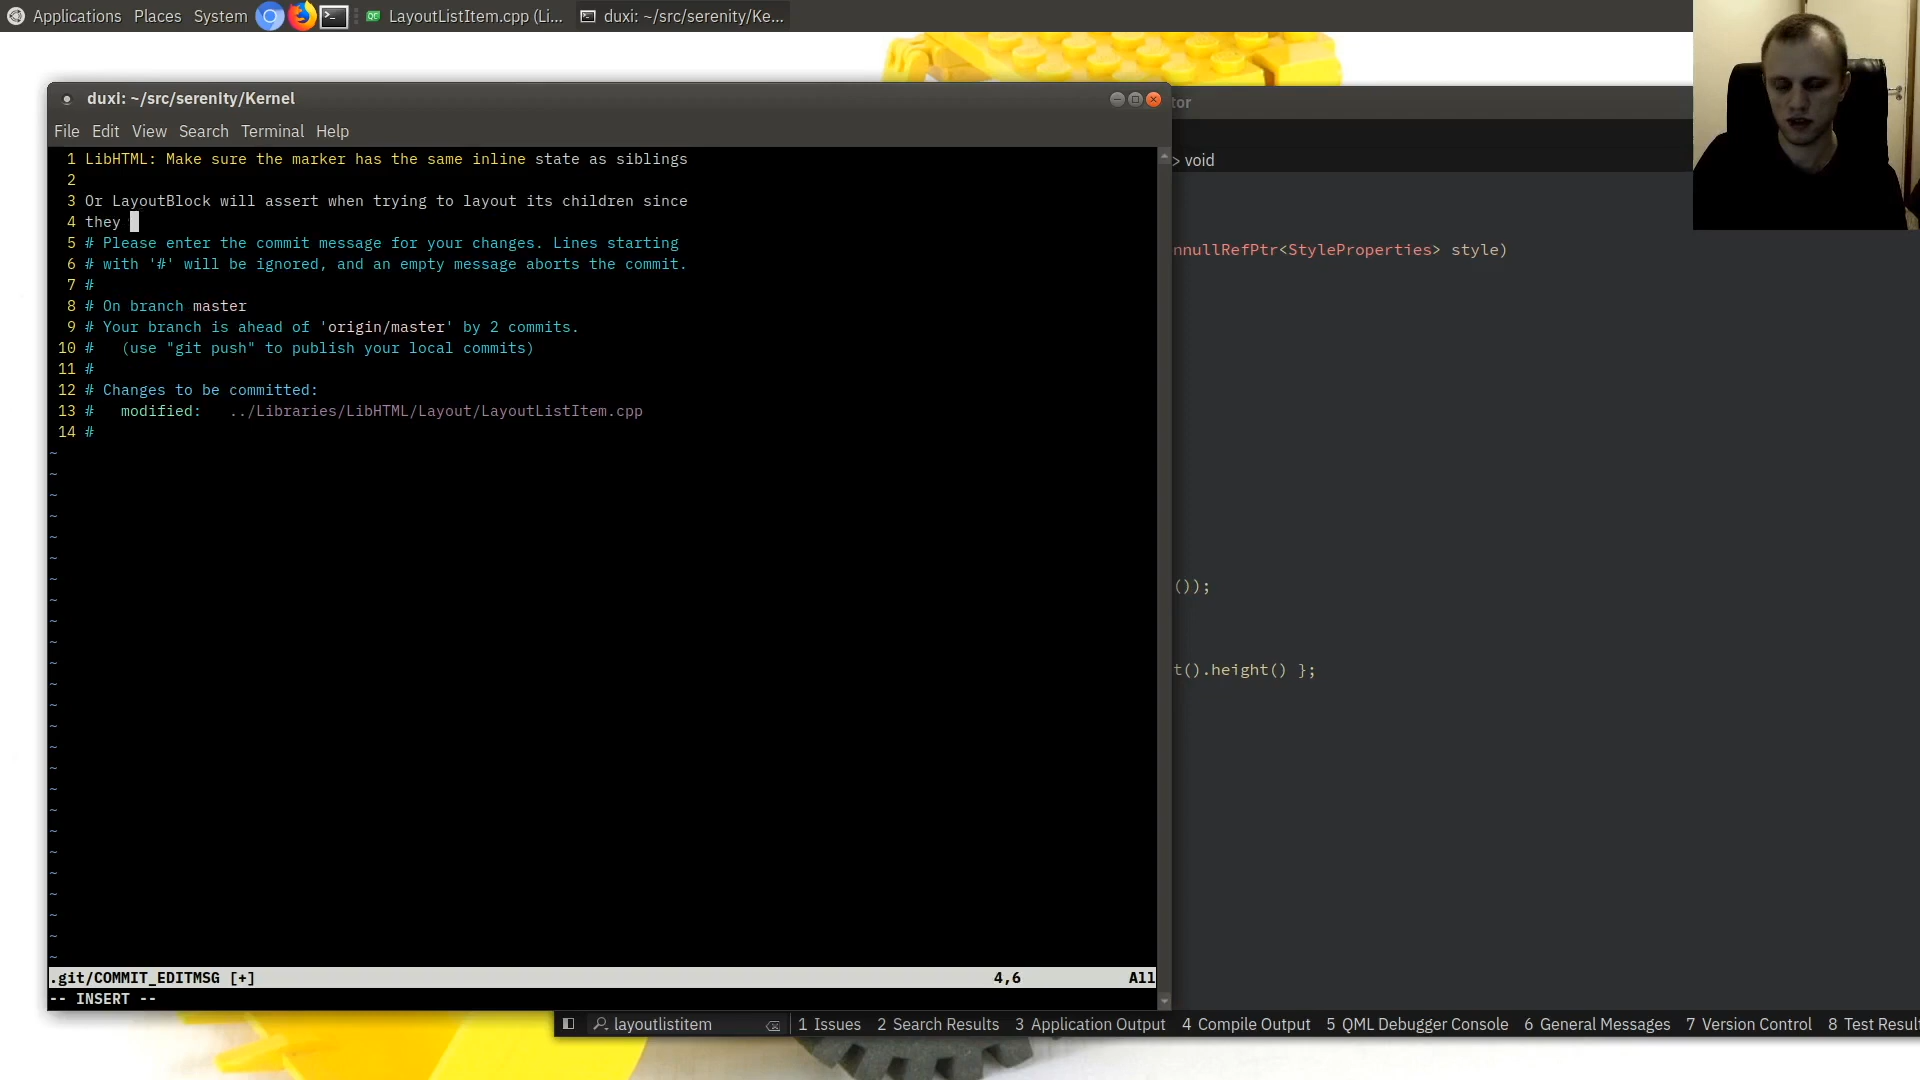 Applications Places System LayoutListItem.cpp (Li... duxi: ~/src/serenity/Ke...
duxi: ~/src/serenity/Kernel
tor
File Edit View Search Terminal Help
1 LibHTML: Make sure the marker has the same inline state as siblings
> void
2
3 Or LayoutBlock will assert when trying to layout its children since
4 they
5 # Please enter the commit message for your changes. Lines starting
nnullRefPtr<StyleProperties> style)
6 # with '#' will be ignored, and an empty message aborts the commit.
7 #
8 # On branch master
9 # Your branch is ahead of 'origin/master' by 2 commits.
10 #   (use "git push" to publish your local commits)
11 #
12 # Changes to be committed:
13 #   modified:   ../Libraries/LibHTML/Layout/LayoutListItem.cpp
14 #
~
~
~
~
~
~
~
());
~
~
~
~
t().height() };
~
~
~
~
~
~
~
~
~
~
~
~
~
~
.git/COMMIT_EDITMSG [+] 4,6 All
-- INSERT --
layoutlistitem 1 Issues 2 Search Results 3 Application Output 4 Compile Output 5 QML Debugger Console 6 General Messages 7 Version Control 8 Test Result